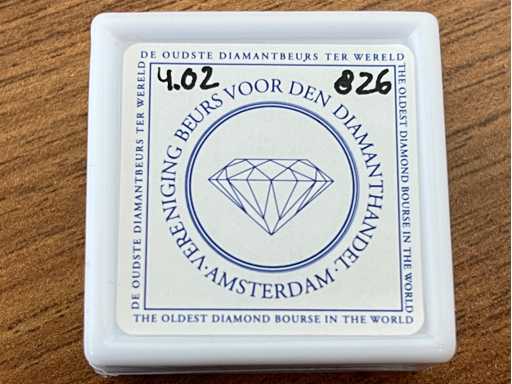 DE OUDSTE DIAMANTBEURS TER WERELD
4.02
826
VERENIGING BEURS VOOR DEN DIAMANTHANDEL
·AMSTERDAM·
DE OUDSTE DIAMANTBEURS TER WERELD
THE OLDEST DIAMOND BOURSE IN THE WORLD
THE OLDEST DIAMOND BOURSE IN THE WORLD